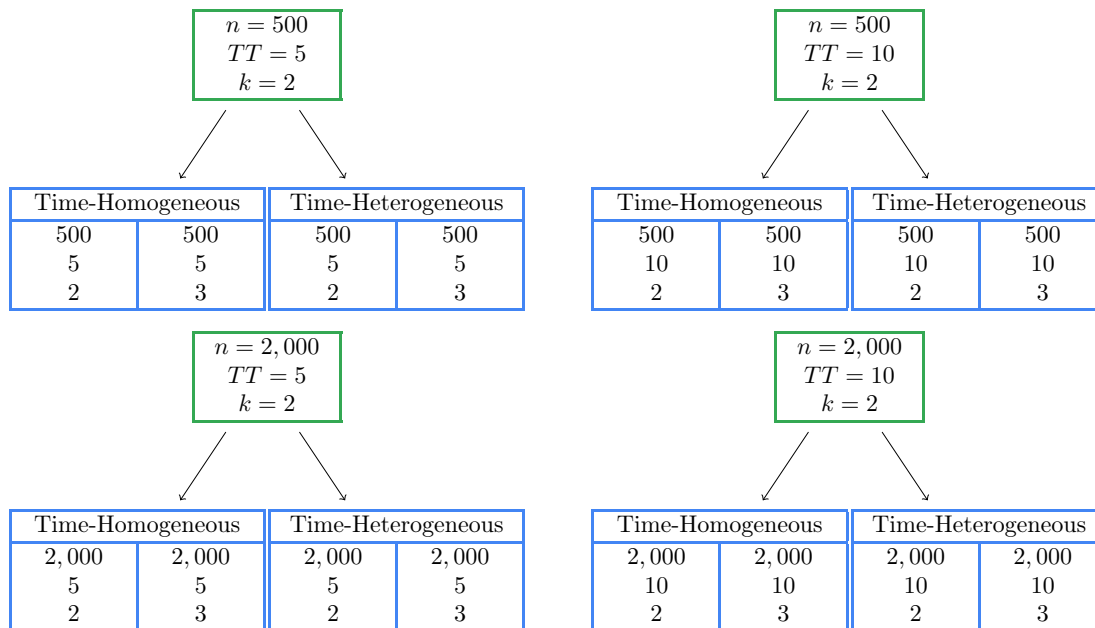 n = 500
TT = 5
k = 2
n = 500
TT = 10
k = 2
Time-Homogeneous Time-Heterogeneous
500 500 500 500
5 5 5 5
2 3 2 3
Time-Homogeneous Time-Heterogeneous
500 500 500 500
10 10 10 10
2 3 2 3
n = 2,000
TT = 5
k = 2
n = 2,000
TT = 10
k = 2
Time-Homogeneous Time-Heterogeneous
2,000 2,000 2,000 2,000
5 5 5 5
2 3 2 3
Time-Homogeneous Time-Heterogeneous
2,000 2,000 2,000 2,000
10 10 10 10
2 3 2 3